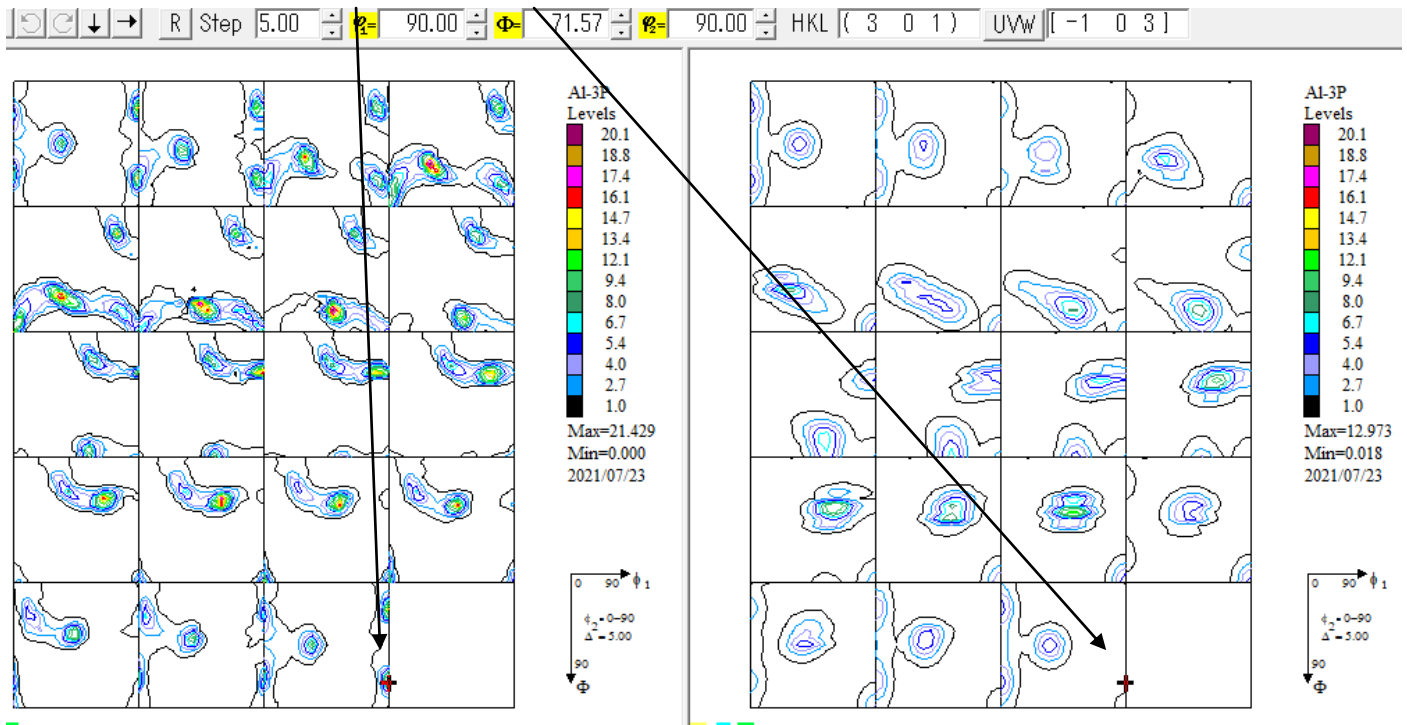 R Step 5.00 φ1= 90.00 Φ= 71.57 φ2= 90.00 HKL ( 3 0 1 ) UVW [ -1 0 3 ]
Al-3P
Levels
20.1
18.8
17.4
16.1
14.7
13.4
12.1
9.4
8.0
6.7
5.4
4.0
2.7
1.0
Max=21.429
Min=0.000
2021/07/23
0 90 ϕ1
ϕ2=0-90
Δ=5.00
90
Φ
Al-3P
Levels
20.1
18.8
17.4
16.1
14.7
13.4
12.1
9.4
8.0
6.7
5.4
4.0
2.7
1.0
Max=12.973
Min=0.018
2021/07/23
0 90 ϕ1
ϕ2=0-90
Δ=5.00
90
Φ